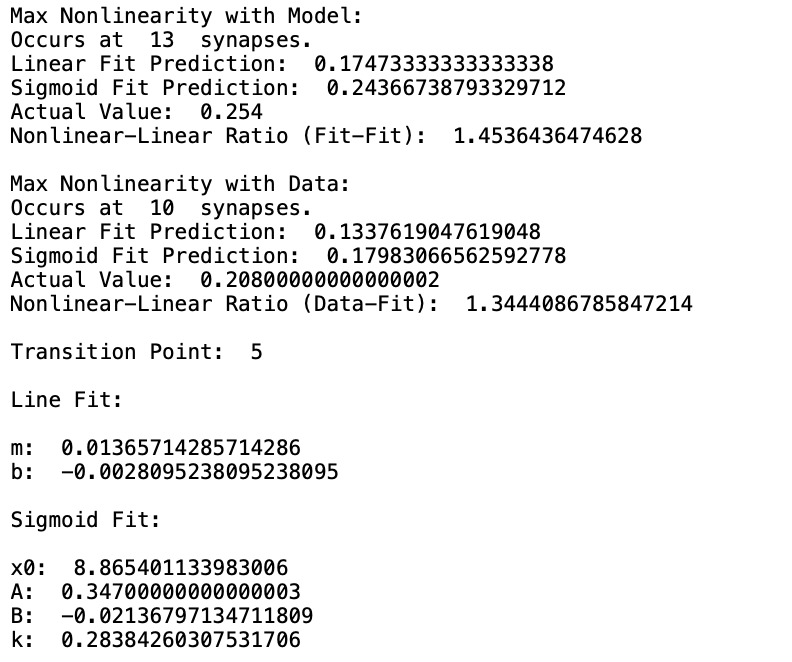 Max Nonlinearity with Model:
Occurs at  13  synapses.
Linear Fit Prediction:  0.17473333333333338
Sigmoid Fit Prediction:  0.24366738793329712
Actual Value:  0.254
Nonlinear-Linear Ratio (Fit-Fit):  1.4536436474628
Max Nonlinearity with Data:
Occurs at  10  synapses.
Linear Fit Prediction:  0.1337619047619048
Sigmoid Fit Prediction:  0.17983066562592778
Actual Value:  0.20800000000000002
Nonlinear-Linear Ratio (Data-Fit):  1.3444086785847214
Transition Point:  5
Line Fit:
m:  0.01365714285714286
b:  -0.0028095238095238095
Sigmoid Fit:
x0:  8.865401133983006
A:  0.34700000000000003
B:  -0.02136797134711809
k:  0.28384260307531706